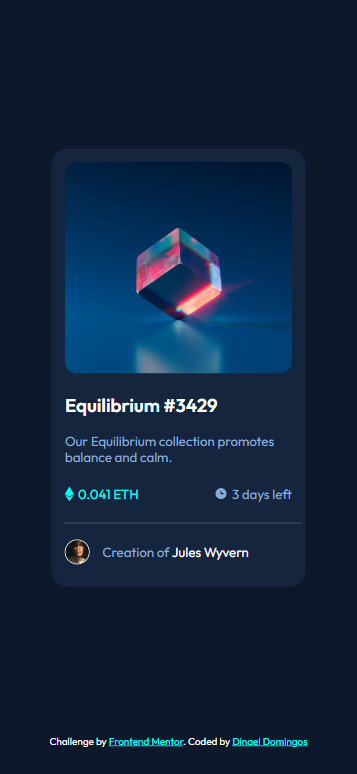 Equilibrium #3429
Our Equilibrium collection promotes
balance and calm.
0.041 ETH
3 days left
Creation of Jules Wyvern
Challenge by Frontend Mentor. Coded by Dinael Domingos